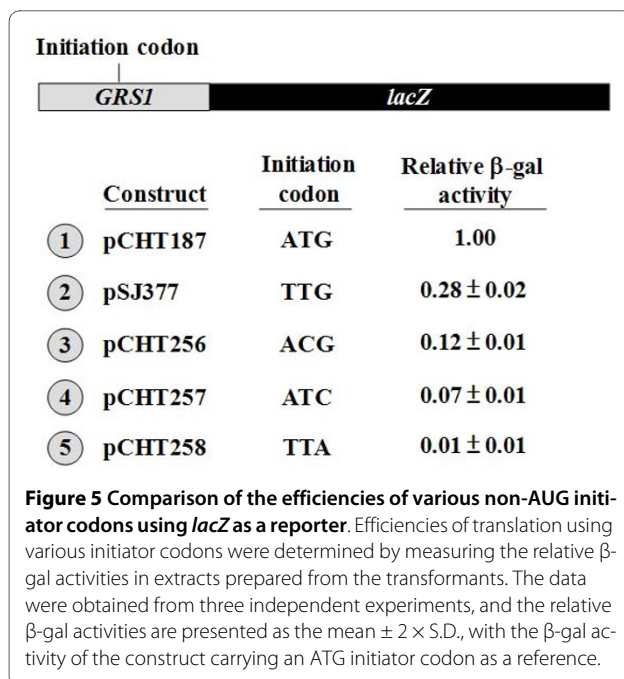 Initiation codon
GRS1 lacZ
Initiation Relative β-gal
Construct codon activity
1 pCHT187 ATG 1.00
2 pSJ377 TTG 0.28 ± 0.02
3 pCHT256 ACG 0.12 ± 0.01
4 pCHT257 ATC 0.07 ± 0.01
5 pCHT258 TTA 0.01 ± 0.01
Figure 5 Comparison of the efficiencies of various non-AUG initi-
ator codons using lacZ as a reporter. Efficiencies of translation using
various initiator codons were determined by measuring the relative β-
gal activities in extracts prepared from the transformants. The data
were obtained from three independent experiments, and the relative
β-gal activities are presented as the mean ± 2 × S.D., with the β-gal ac-
tivity of the construct carrying an ATG initiator codon as a reference.